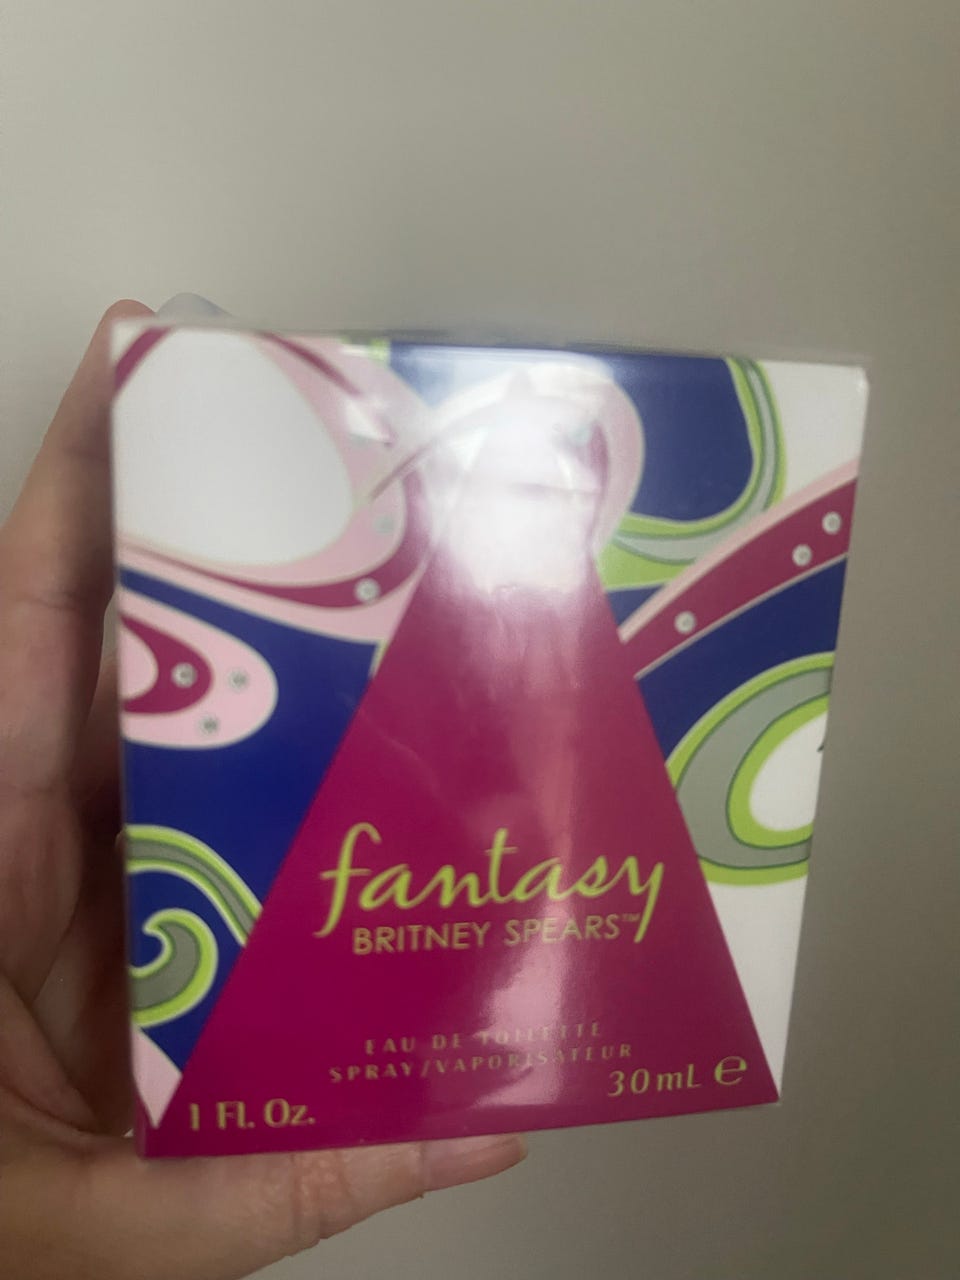 fantasy
BRITNEY SPEARS™
EAU DE TOILETTE
SPRAY/VAPORISATEUR
1 Fl. Oz.
30mL ℮